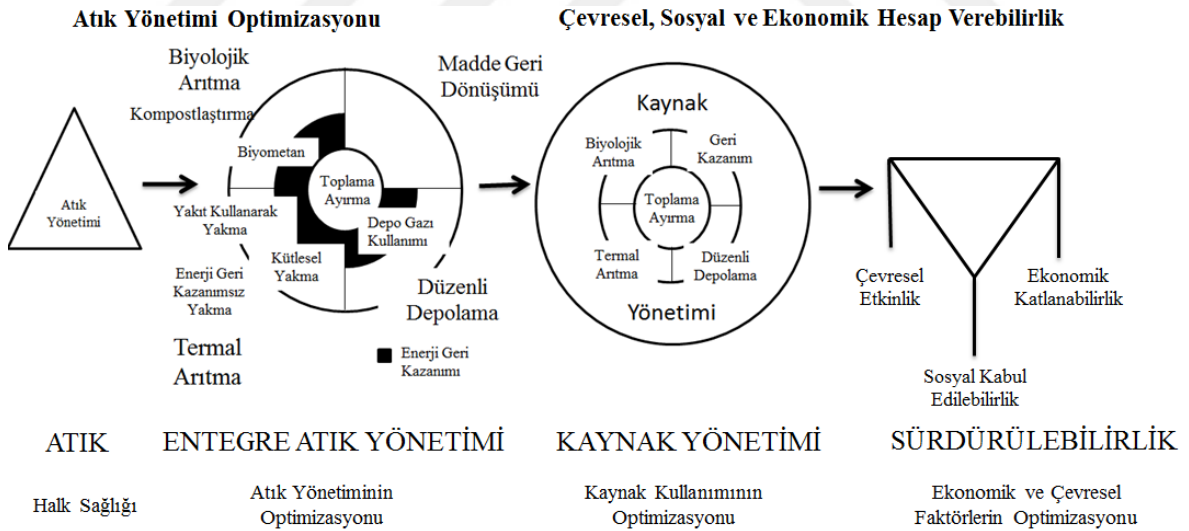 Atık Yönetimi Optimizasyonu
Çevresel, Sosyal ve Ekonomik Hesap Verebilirlik
Atık
Yönetimi
Biyolojik
Arıtma
Kompostlaştırma
Biyometan
Toplama
Ayırma
Yakıt Kullanarak
Yakma
Depo Gazı
Kullanımı
Kütlesel
Yakma
Enerji Geri
Kazanımsız
Yakma
Termal
Arıtma
Madde Geri
Dönüşümü
Düzenli
Depolama
Enerji Geri
Kazanımı
Kaynak
Biyolojik
Arıtma
Geri
Kazanım
Toplama
Ayırma
Termal
Arıtma
Düzenli
Depolama
Yönetimi
Çevresel
Etkinlik
Ekonomik
Katlanabilirlik
Sosyal Kabul
Edilebilirlik
ATIK
ENTEGRE ATIK YÖNETİMİ
KAYNAK YÖNETİMİ
SÜRDÜRÜLEBİLİRLİK
Halk Sağlığı
Atık Yönetiminin
Optimizasyonu
Kaynak Kullanımının
Optimizasyonu
Ekonomik ve Çevresel
Faktörlerin Optimizasyonu